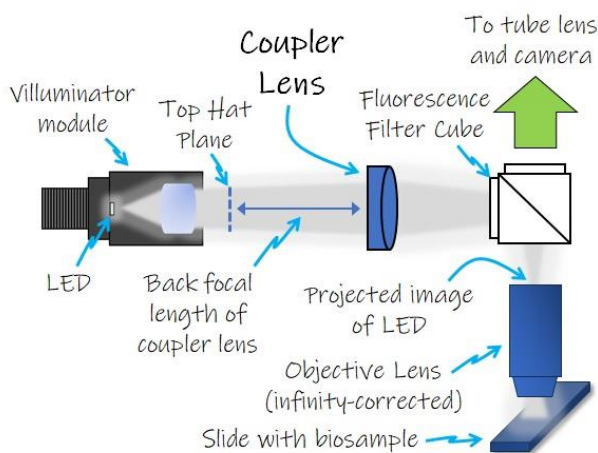 To tube lens
and camera
Coupler
Lens
Villuminator
module
Top Hat
Plane
Fluorescence
Filter Cube
LED
Back focal
length of
coupler lens
Projected image
of LED
Objective Lens
(infinity-corrected)
Slide with biosample